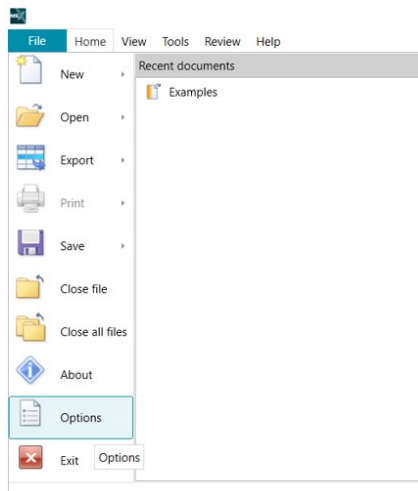 File Home View Tools Review Help
Recent documents
New
Examples
Open
Export
Print
Save
Close file
Close all files
About
Options
Exit
Options